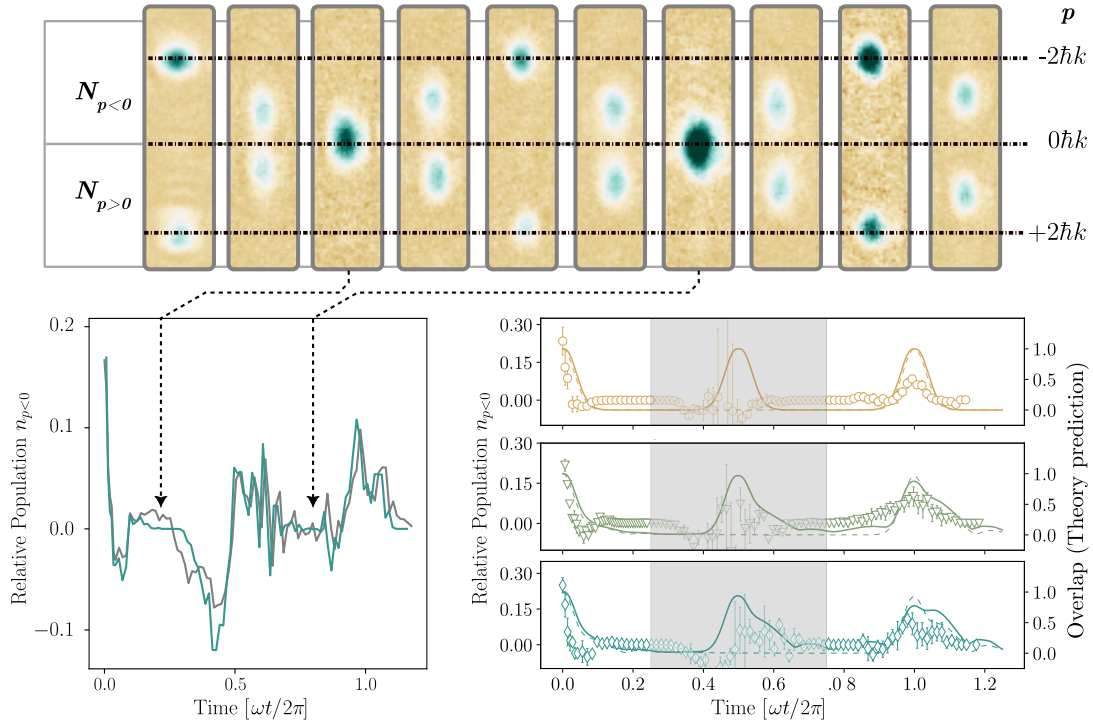 p
-2ħk
N_{p<0}
0ħk
N_{p>0}
+2ħk
0.2
0.1
0.0
−0.1
Relative Population n_{p<0}
0.0 0.5 1.0
Time [ωt/2π]
0.30
0.15
0.00
1.0
0.5
0.0
0.30
0.15
0.00
1.0
0.5
0.0
0.30
0.15
0.00
1.0
0.5
0.0
Relative Population n_{p<0}
Overlap (Theory prediction)
0.0 0.2 0.4 0.6 .0 8 1.0
Time [ωt/2π]